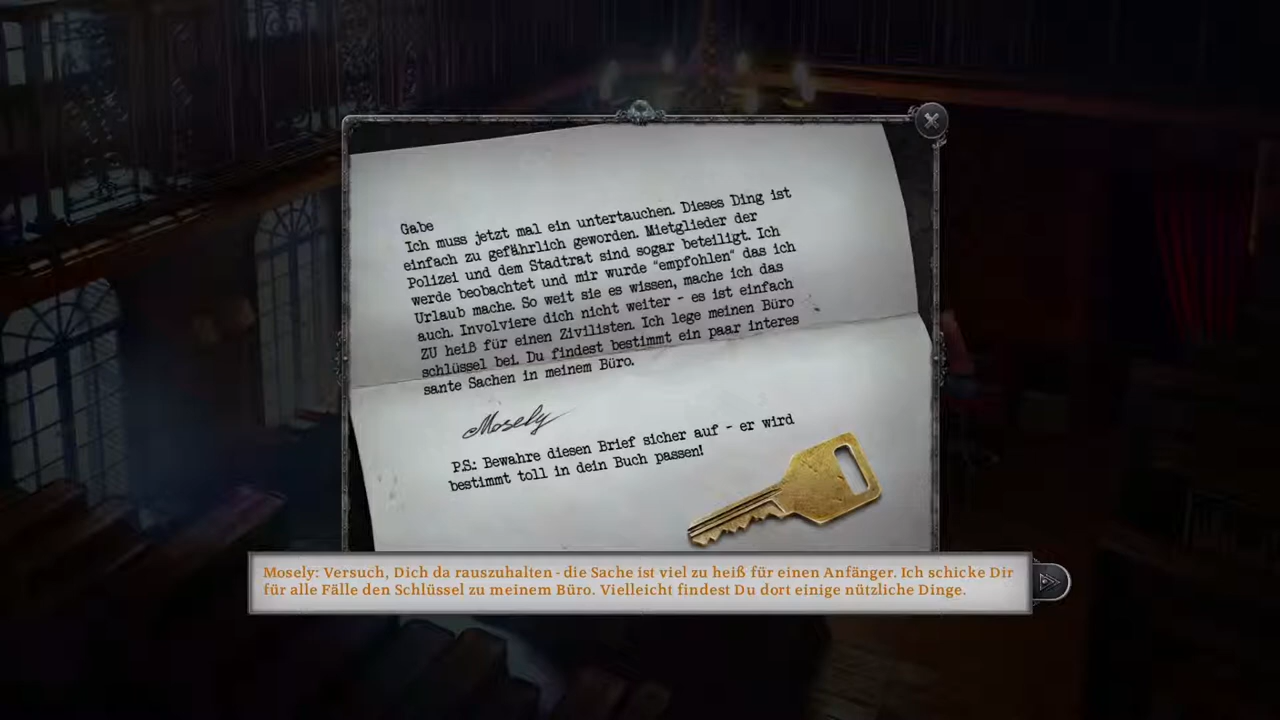 Gabe
Ich muss jetzt mal ein untertauchen. Dieses Ding ist
einfach zu gefährlich geworden. Mietglieder der
Polizei und dem Stadtrat sind sogar beteiligt. Ich
werde beobachtet und mir wurde "empfohlen" das ich
Urlaub mache. So weit sie es wissen, mache ich das
auch. Involviere dich nicht weiter - es ist einfach
ZU heiß für einen Zivilisten. Ich lege meinen Büro
schlüssel bei. Du findest bestimmt ein paar interes
sante Sachen in meinem Büro.
Mosely
P.S.: Bewahre diesen Brief sicher auf - er wird
bestimmt toll in dein Buch passen!
Mosely: Versuch, Dich da rauszuhalten - die Sache ist viel zu heiß für einen Anfänger. Ich schicke Dir
für alle Fälle den Schlüssel zu meinem Büro. Vielleicht findest Du dort einige nützliche Dinge.